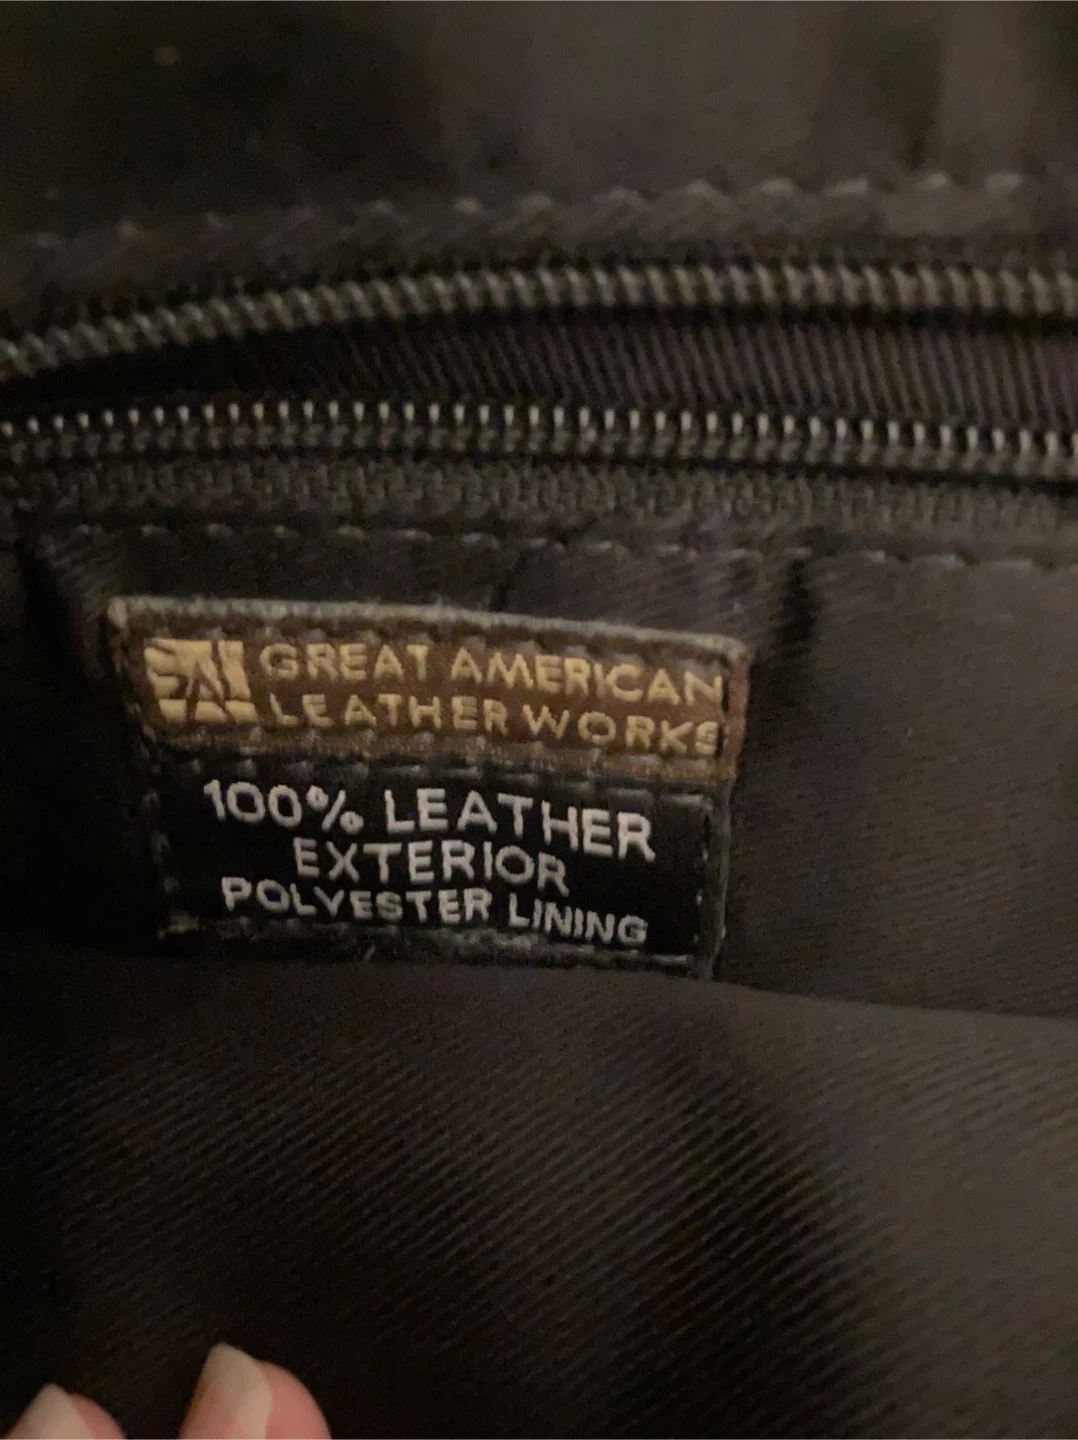 GREAT AMERICAN
LEATHER WORKS
100% LEATHER
EXTERIOR
POLYESTER LINING